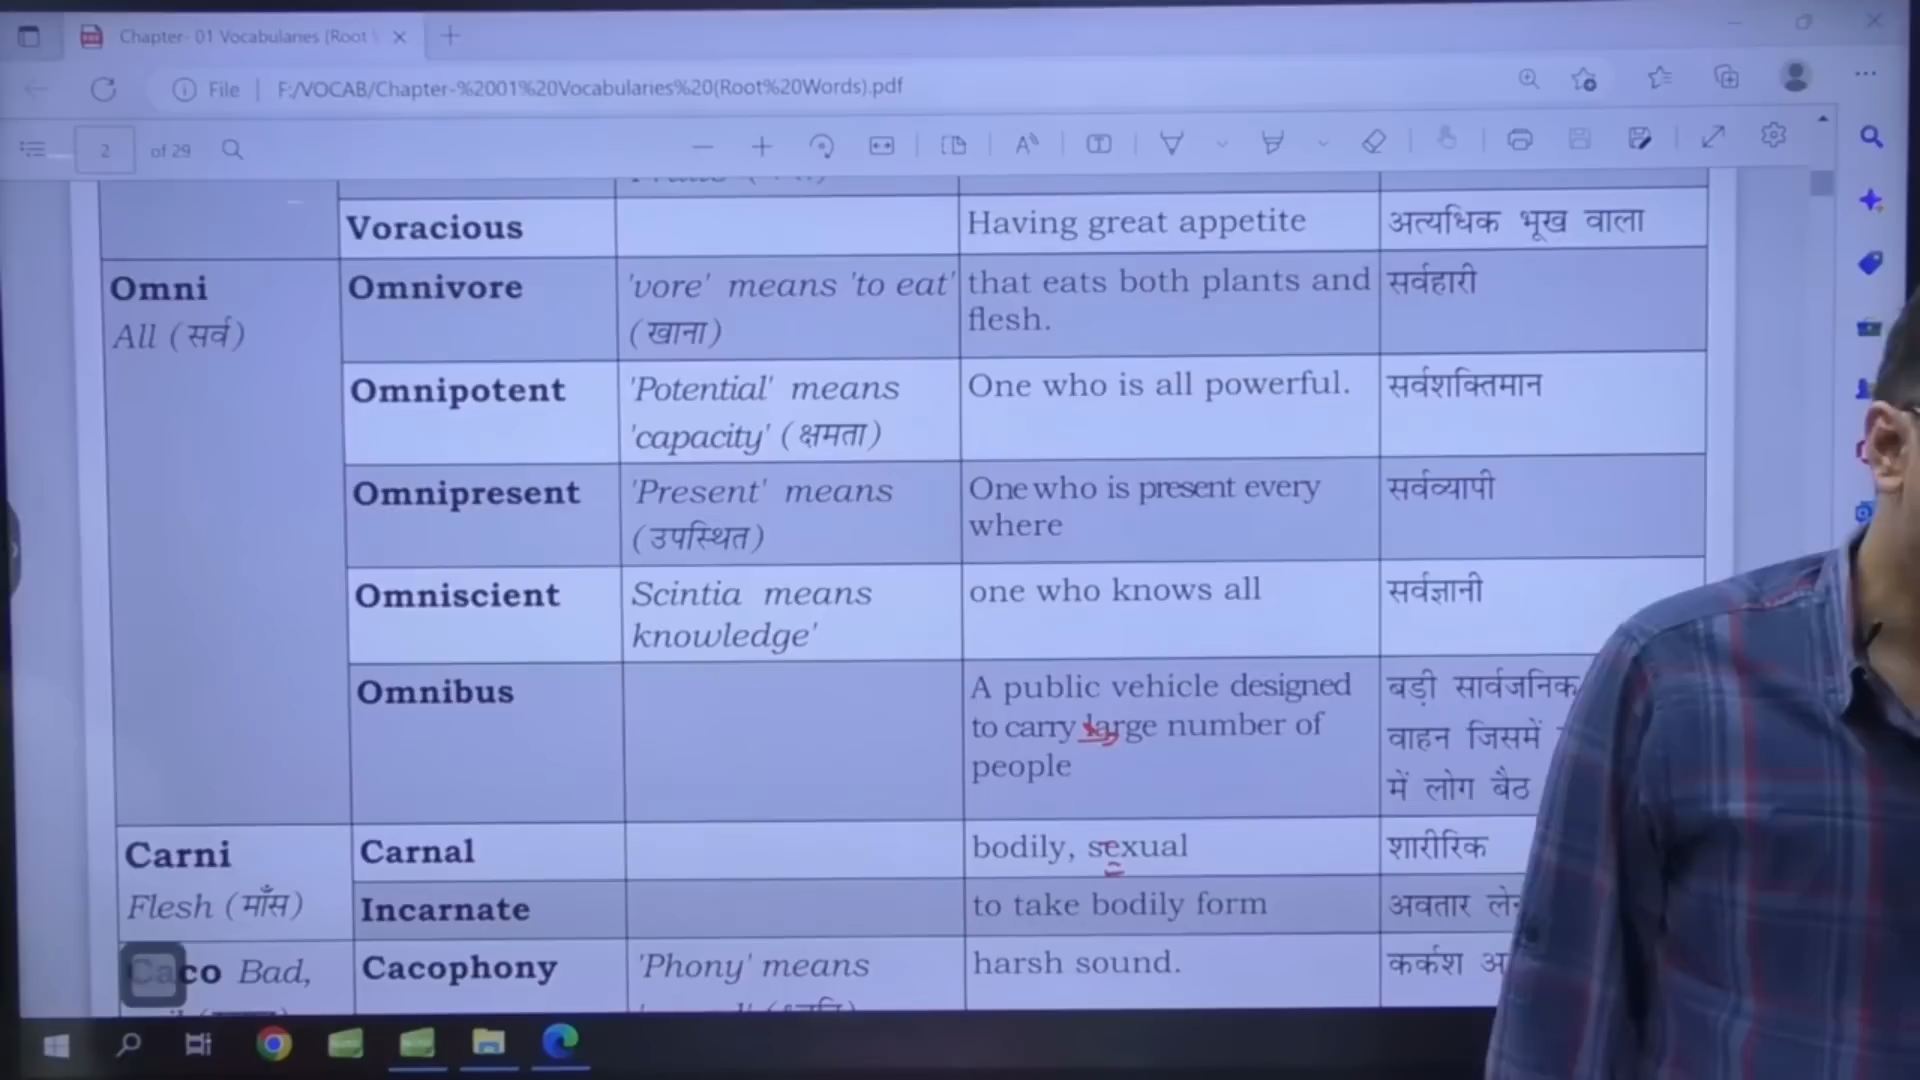 Chapter- 01 Vocabularies (Root
File F:/VOCAB/Chapter-%2001%20Vocabularies%20(Root%20Words).pdf
2 of 29
Voracious Having great appetite अत्यधिक भूख वाला
Omni Omnivore 'vore' means 'to eat' that eats both plants and सर्वहारी
All (सर्व) (खाना) flesh.
Omnipotent 'Potential' means One who is all powerful. सर्वशक्तिमान
'capacity' (क्षमता)
Omnipresent 'Present' means One who is present every सर्वव्यापी
(उपस्थित) where
Omniscient Scintia means one who knows all सर्वज्ञानी
knowledge'
Omnibus A public vehicle designed बड़ी सार्वजनिक
to carry large number of वाहन जिसमें
people में लोग बैठ
Carni Carnal bodily, sexual शारीरिक
Flesh (माँस) Incarnate to take bodily form अवतार
Caco Bad, Cacophony 'Phony' means harsh sound. कर्कश